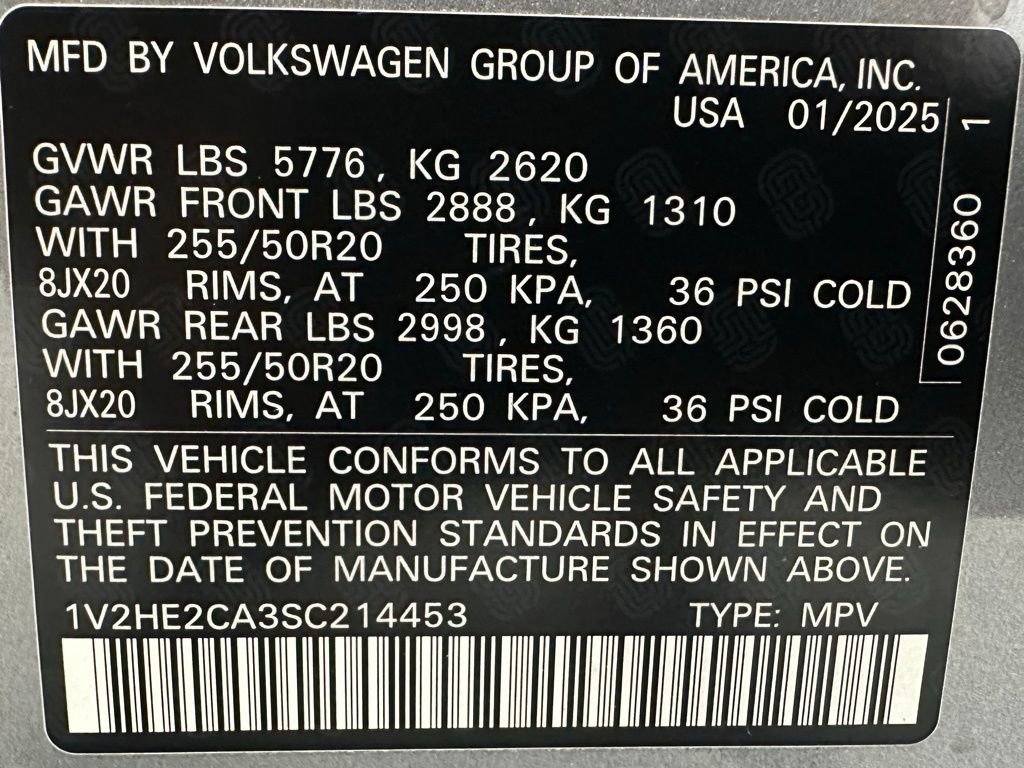 MFD BY VOLKSWAGEN GROUP OF AMERICA, INC.
USA 01/2025
GVWR LBS 5776, KG 2620
GAWR FRONT LBS 2888, KG 1310
WITH 255/50R20 TIRES,
8JX20 RIMS, AT 250 KPA, 36 PSI COLD
GAWR REAR LBS 2998, KG 1360
WITH 255/50R20 TIRES,
8JX20 RIMS, AT 250 KPA, 36 PSI COLD
0628360 1
THIS VEHICLE CONFORMS TO ALL APPLICABLE
U.S. FEDERAL MOTOR VEHICLE SAFETY AND
THEFT PREVENTION STANDARDS IN EFFECT ON
THE DATE OF MANUFACTURE SHOWN ABOVE.
1V2HE2CA3SC214453 TYPE: MPV